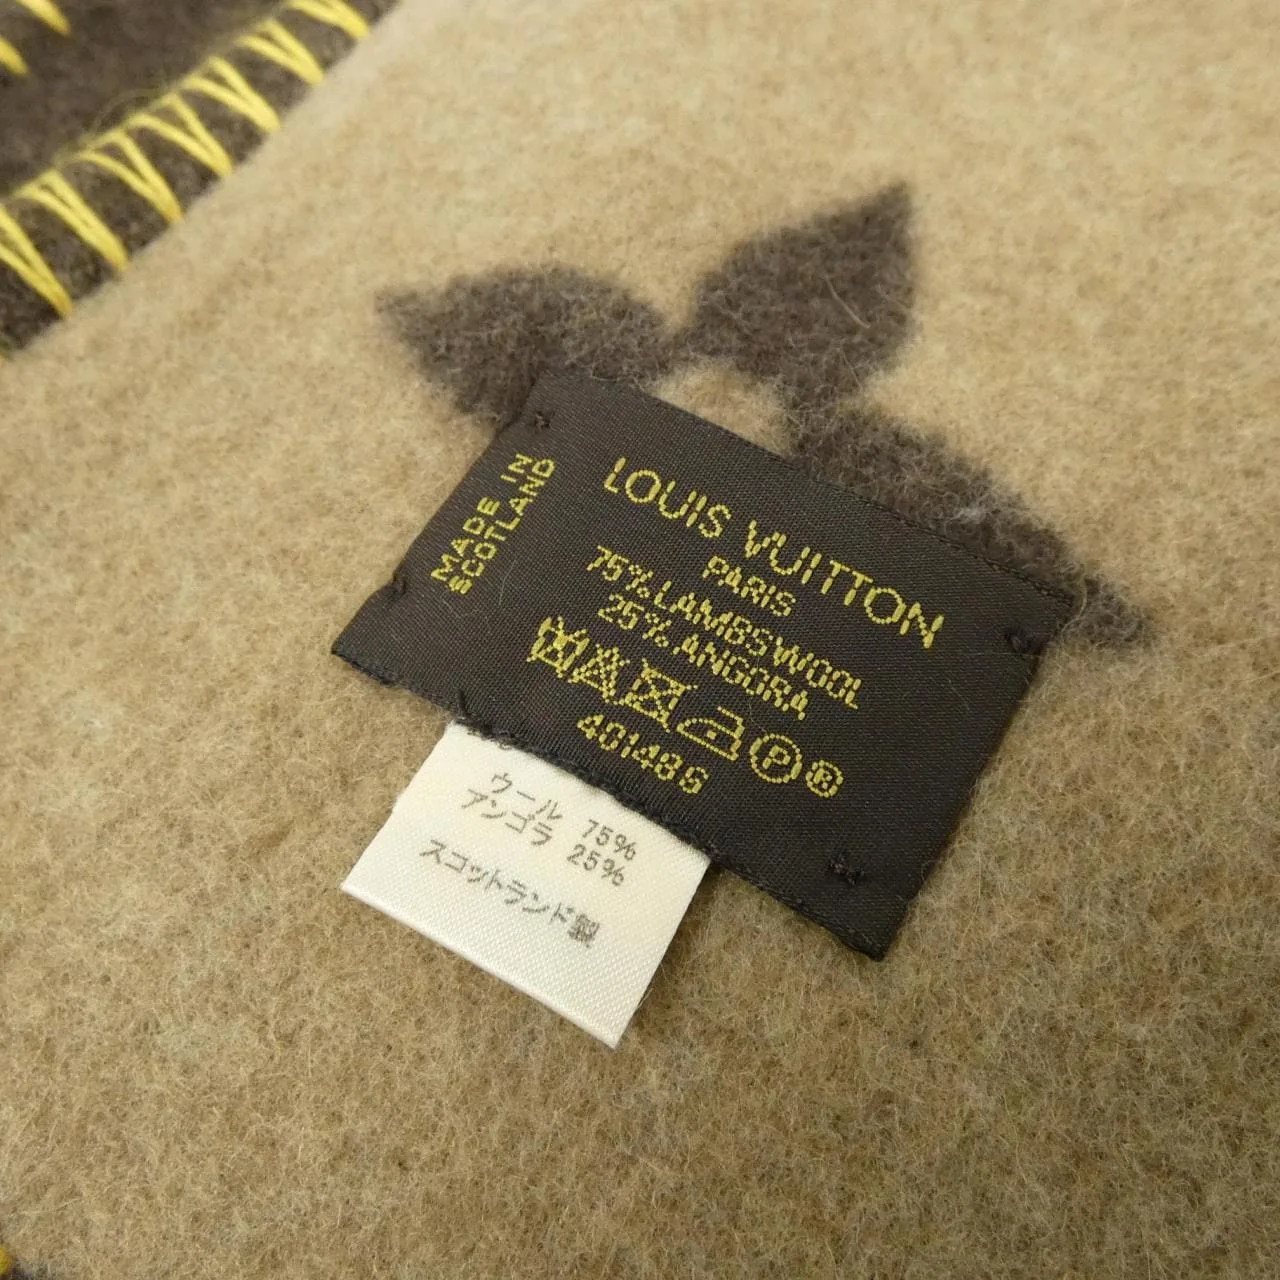 MADE IN
SCOTLAND
LOUIS VUITTON
PARIS
75% LAMBSWOOL
25% ANGORA
P
®
401486
ウール 75%
アンゴラ 25%
スコットランド製